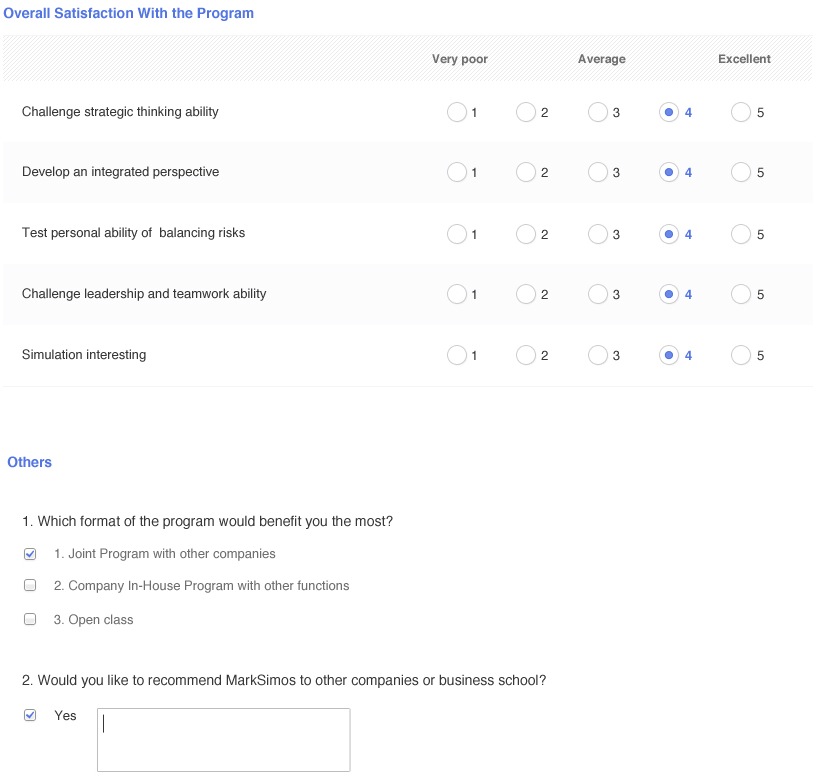 Overall Satisfaction With the Program
Very poor Average Excellent
Challenge strategic thinking ability 1 2 3 4 5
Develop an integrated perspective 1 2 3 4 5
Test personal ability of  balancing risks 1 2 3 4 5
Challenge leadership and teamwork ability 1 2 3 4 5
Simulation interesting 1 2 3 4 5
Others
1. Which format of the program would benefit you the most?
1. Joint Program with other companies
2. Company In-House Program with other functions
3. Open class
2. Would you like to recommend MarkSimos to other companies or business school?
Yes